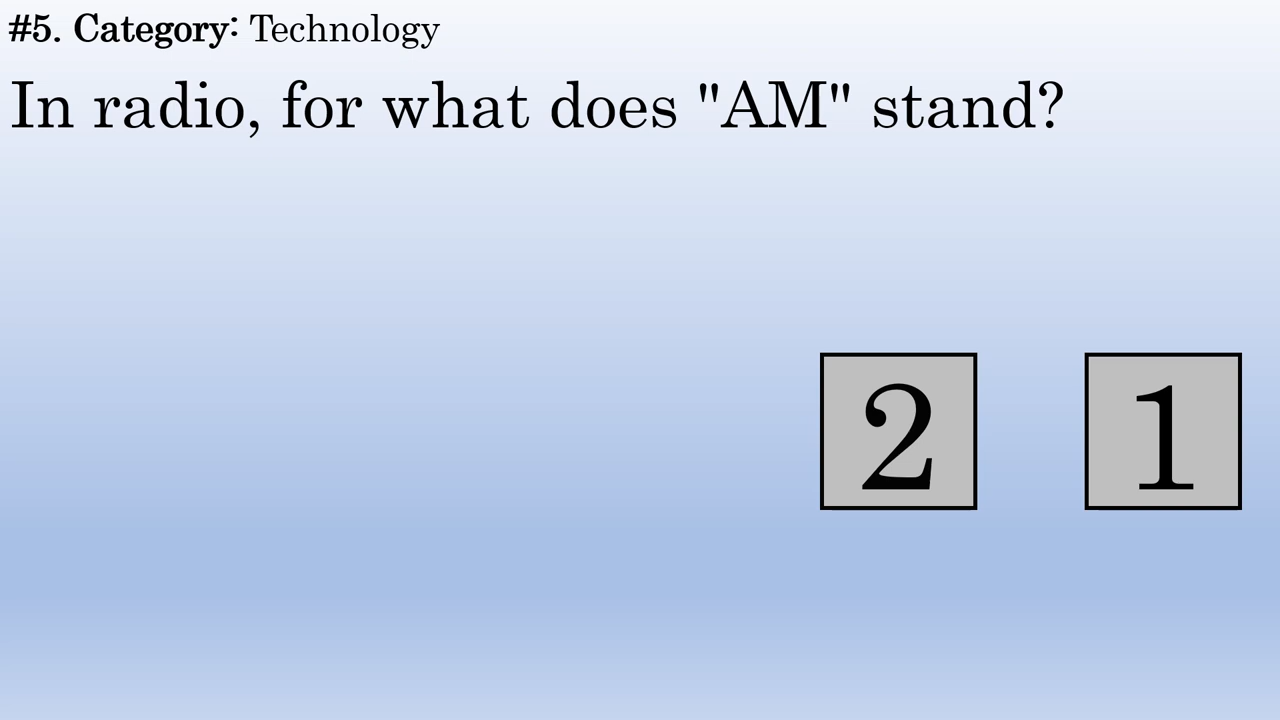 #5. Category: Technology
In radio, for what does "AM" stand?
2 1